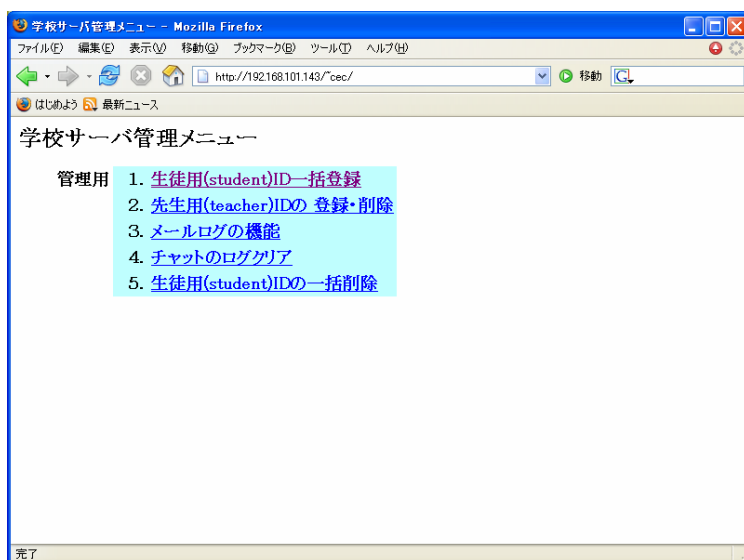 学校サーバ管理メニュー - Mozilla Firefox
ファイル(F) 編集(E) 表示(V) 移動(G) ブックマーク(B) ツール(T) ヘルプ(H)
http://192.168.101.143/~cec/ 移動 G
はじめよう 最新ニュース
学校サーバ管理メニュー
管理用 1. 生徒用(student)ID一括登録
2. 先生用(teacher)IDの 登録・削除
3. メールログの機能
4. チャットのログクリア
5. 生徒用(student)IDの一括削除
完了